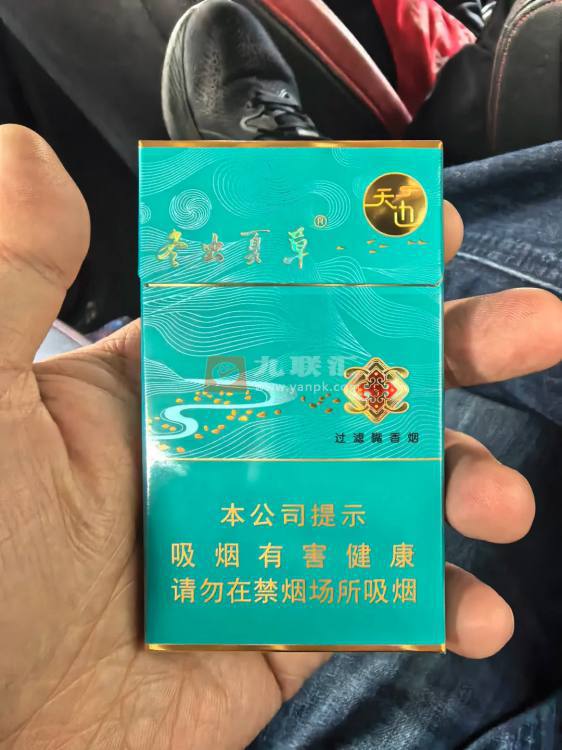 天下
冬虫夏草®
九联汇
www.yanpk.com
过滤嘴香烟
本公司提示
吸烟有害健康
请勿在禁烟场所吸烟